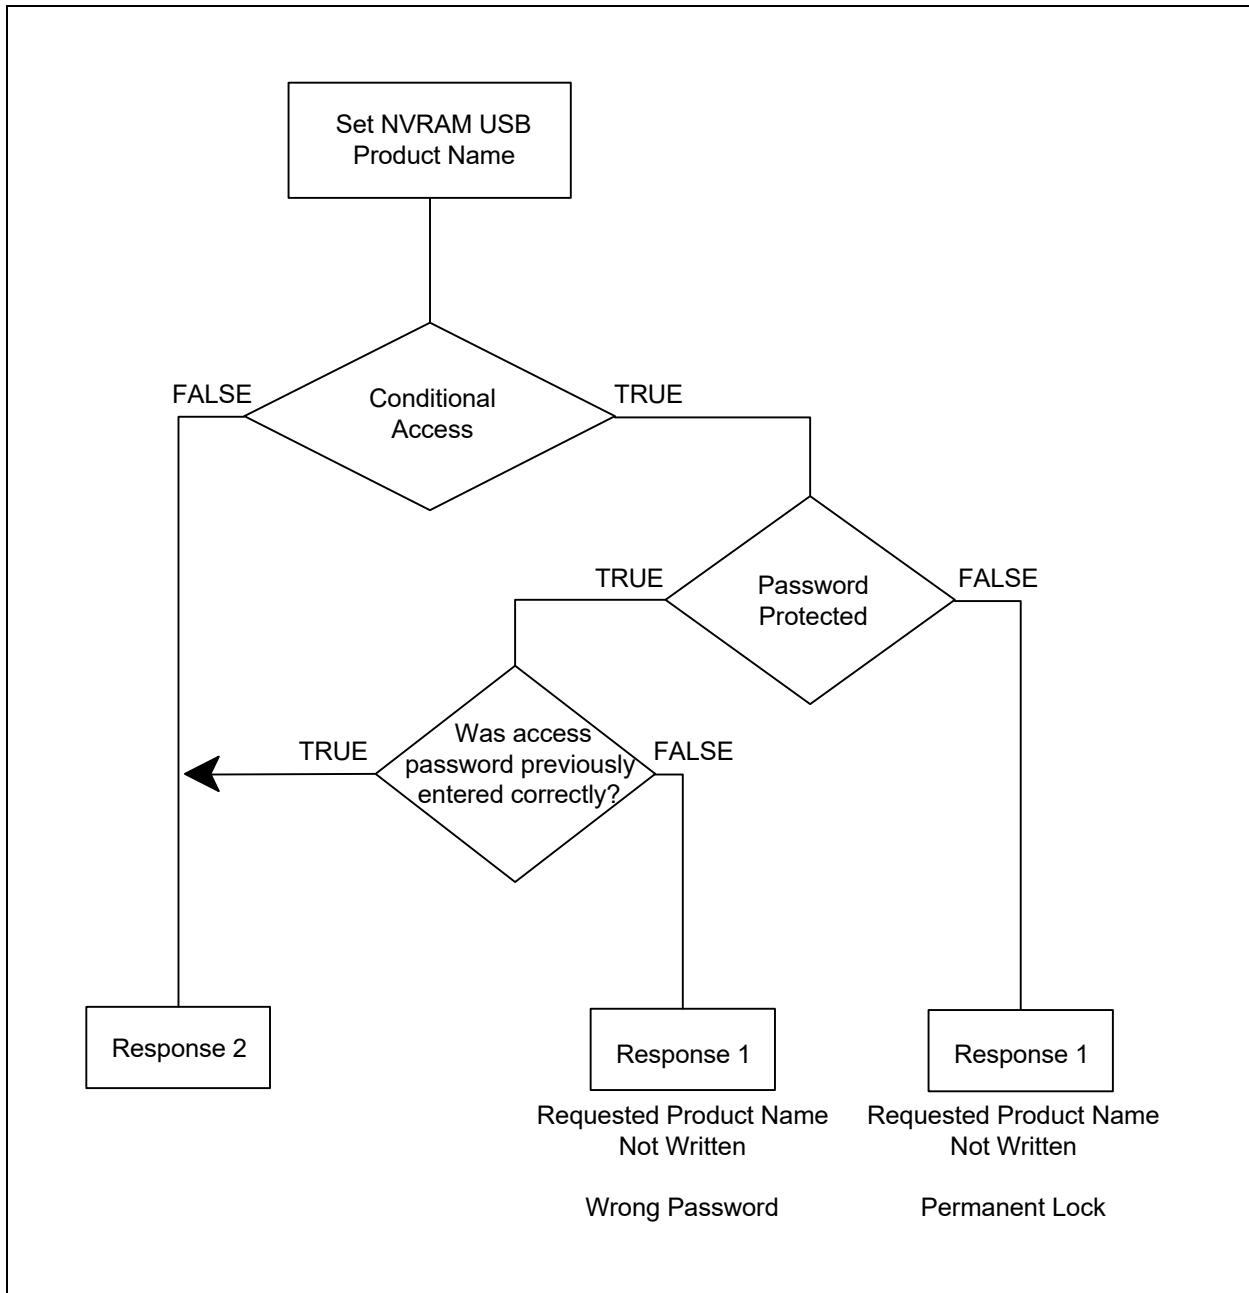 Set NVRAM USB
Product Name
FALSE
Conditional
Access
TRUE
TRUE
Password
Protected
FALSE
TRUE
Was access
password previously
entered correctly?
FALSE
Response 2
Response 1
Response 1
Requested Product Name
Not Written
Wrong Password
Requested Product Name
Not Written
Permanent Lock